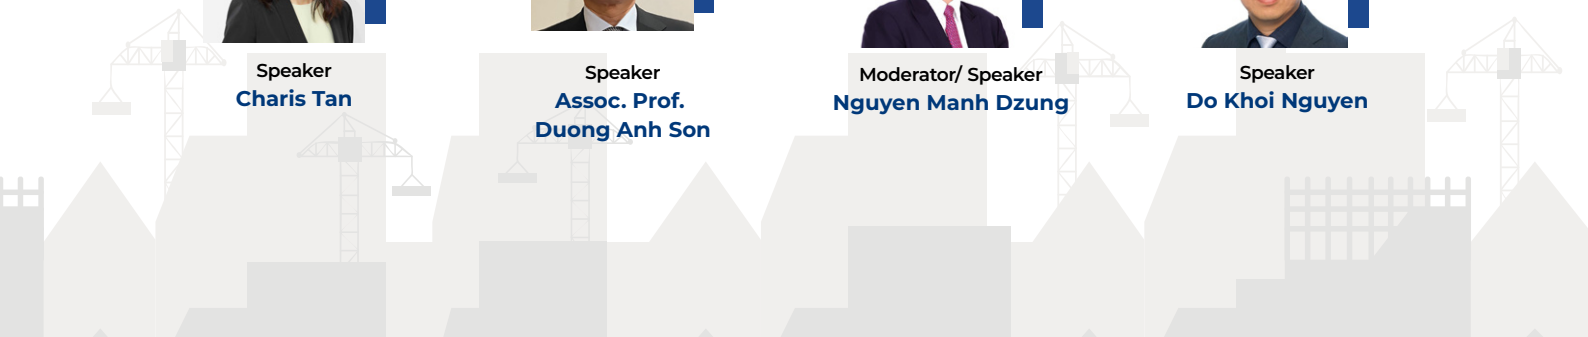 Speaker
Charis Tan
Speaker
Assoc. Prof.
Duong Anh Son
Moderator/ Speaker
Nguyen Manh Dzung
Speaker
Do Khoi Nguyen